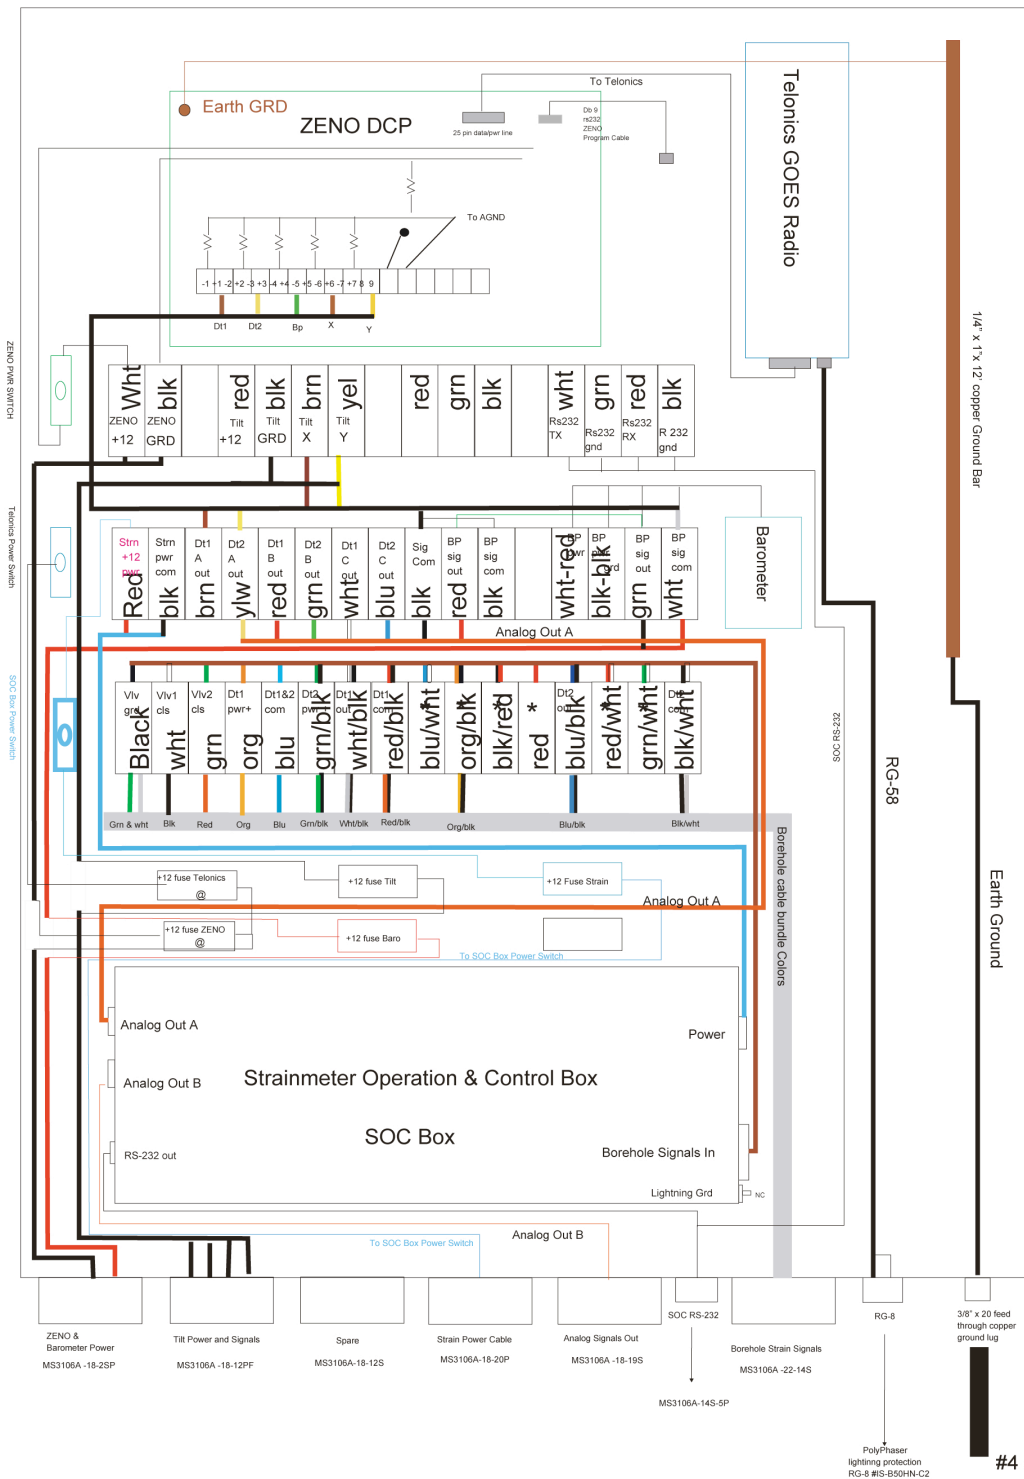 To Telonics
Earth GRD
ZENO DCP
25 pin data/pwr line
Db 9
rs232
ZENO
Program Cable
Telonics GOES Radio
1/4" x 1"x 12' copper Ground Bar
To AGND
-1 +1 -2 +2 -3 +3 -4 +4 -5 +5 -6 +6 -7 +7 8 9
Dt1
Dt2
Bp
X
Y
ZENO PWR SWITCH
Wht
blk
red
blk
brn
yel
red
grn
blk
wht
grn
red
blk
ZENO
+12
ZENO
GRD
Tilt
+12
Tilt
GRD
Tilt
X
Tilt
Y
Rs232
TX
Rs232
gnd
Rs232
RX
R 232
gnd
Telonics Power Switch
Strn
+12
pwr
Red
Strn
pwr
com
blk
Dt1
A
out
brn
Dt2
A
out
ylw
Dt1
B
out
red
Dt2
B
out
grn
Dt1
C
out
wht
Dt2
C
out
blu
Sig
Com
blk
BP
sig
out
red
BP
sig
com
blk
BP
pwr
wht-red
BP
pwr
grd
blk-blk
BP
sig
out
grn
BP
sig
com
wht
Barometer
Analog Out A
SOC Box Power Switch
Vlv
grd
Black
Vlv1
cls
wht
Vlv2
cls
grn
Dt1
pwr+
org
Dt1&2
com
blu
Dt2
pwr
grn/blk
Dt1
out
wht/blk
Dt1
com
red/blk
blu/wht
*
org/blk
*
blk/red
*
red
*
Dt2
out
blu/blk
red/wht
*
grn/wht
*
Dt2
com
blk/wht
Grn & wht
Blk
Red
Org
Blu
Grn/blk
Wht/blk
Red/blk
Org/blk
Blu/blk
Blk/wht
SOC RS-232
RG-58
Borehole cable bundle Colors
Earth Ground
+12 fuse Telonics
@
+12 fuse Tilt
+12 Fuse Strain
Analog Out A
+12 fuse ZENO
@
+12 fuse Baro
To SOC Box Power Switch
Analog Out A
Power
Analog Out B
Strainmeter Operation & Control Box
SOC Box
RS-232 out
Borehole Signals In
Lightning Grd
NC
Analog Out B
To SOC Box Power Switch
ZENO &
Barometer Power
MS3106A -18-2SP
Tilt Power and Signals
MS3106A -18-12PF
Spare
MS3106A-18-12S
Strain Power Cable
MS3106A-18-20P
Analog Signals Out
MS3106A -18-19S
SOC RS-232
MS3106A-14S-5P
Borehole Strain Signals
MS3106A -22-14S
RG-8
PolyPhaser
lightinng protection
RG-8 #IS-B50HN-C2
3/8" x 20 feed
through copper
ground lug
#4